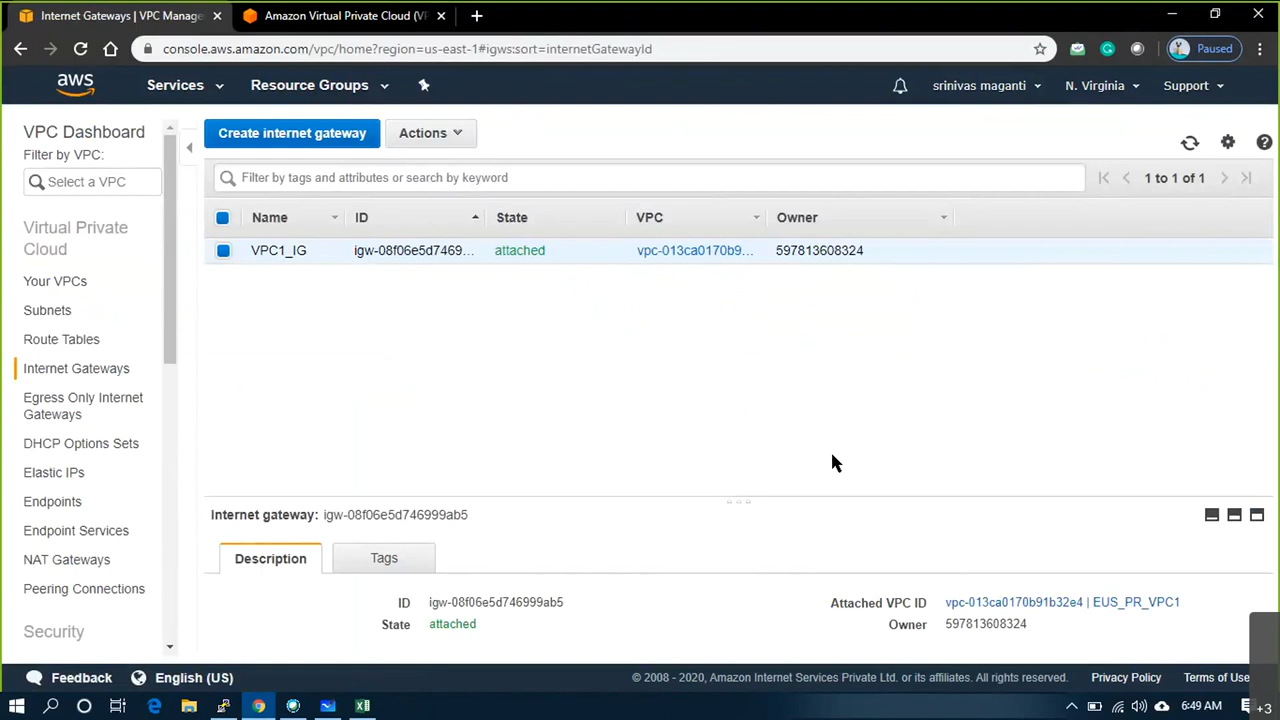 Internet Gateways | VPC Manage
Amazon Virtual Private Cloud (VP
console.aws.amazon.com/vpc/home?region=us-east-1#igws:sort=internetGatewayId
Paused
aws
Services
Resource Groups
srinivas maganti
N. Virginia
Support
VPC Dashboard
Filter by VPC:
Select a VPC
Virtual Private
Cloud
Your VPCs
Subnets
Route Tables
Internet Gateways
Egress Only Internet
Gateways
DHCP Options Sets
Elastic IPs
Endpoints
Endpoint Services
NAT Gateways
Peering Connections
Security
Create internet gateway
Actions
Filter by tags and attributes or search by keyword
1 to 1 of 1
Name ID State VPC Owner
VPC1_IG igw-08f06e5d7469... attached vpc-013ca0170b9... 597813608324
Internet gateway: igw-08f06e5d746999ab5
Description Tags
ID igw-08f06e5d746999ab5 Attached VPC ID vpc-013ca0170b91b32e4 | EUS_PR_VPC1
State attached Owner 597813608324
Feedback English (US) © 2008 - 2020, Amazon Internet Services Private Ltd. or its affiliates. All rights reserved. Privacy Policy Terms of Use
6:49 AM
+3